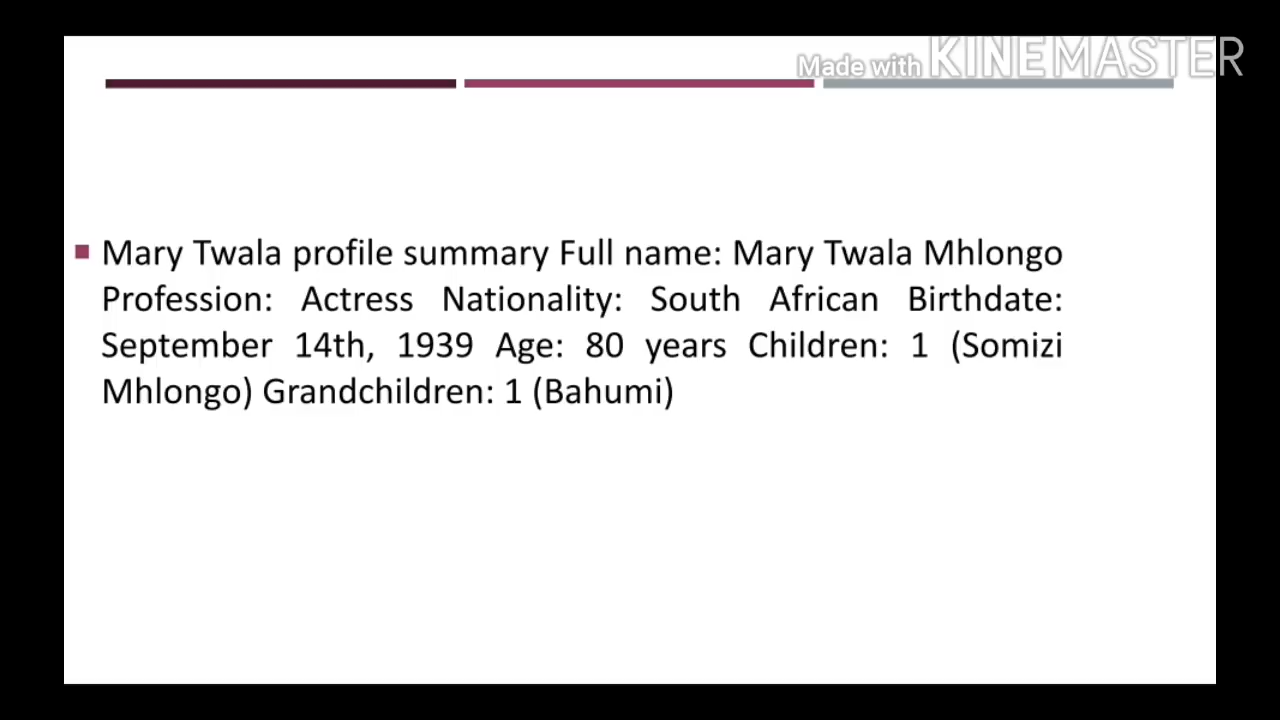 Made with KINEMASTER
Mary Twala profile summary Full name: Mary Twala Mhlongo
Profession: Actress Nationality: South African Birthdate:
September 14th, 1939 Age: 80 years Children: 1 (Somizi
Mhlongo) Grandchildren: 1 (Bahumi)